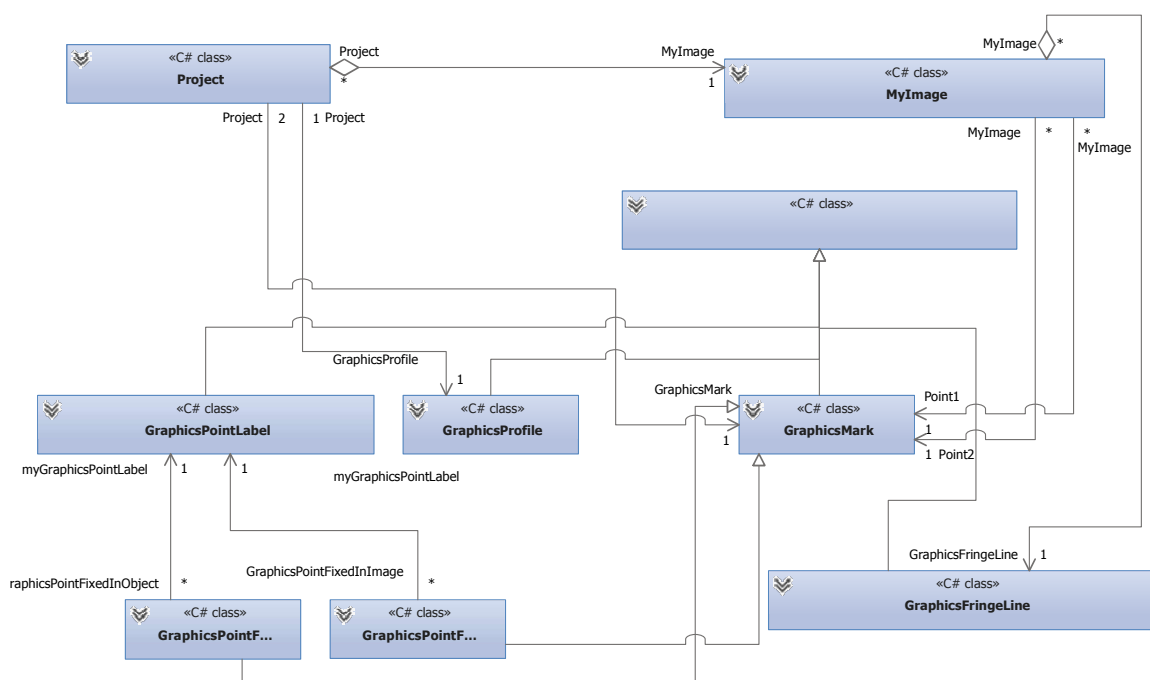 Project
MyImage
*
1
«C# class»
Project
MyImage
*
«C# class»
MyImage
Project
2
1
Project
MyImage
*
*
MyImage
«C# class»
GraphicsProfile
1
GraphicsMark
Point1
1
1
Point2
1
«C# class»
GraphicsPointLabel
«C# class»
GraphicsProfile
«C# class»
GraphicsMark
myGraphicsPointLabel
1
1
myGraphicsPointLabel
raphicsPointFixedInObject
*
GraphicsPointFixedInImage
*
GraphicsFringeLine
1
«C# class»
GraphicsPointF...
«C# class»
GraphicsPointF...
«C# class»
GraphicsFringeLine